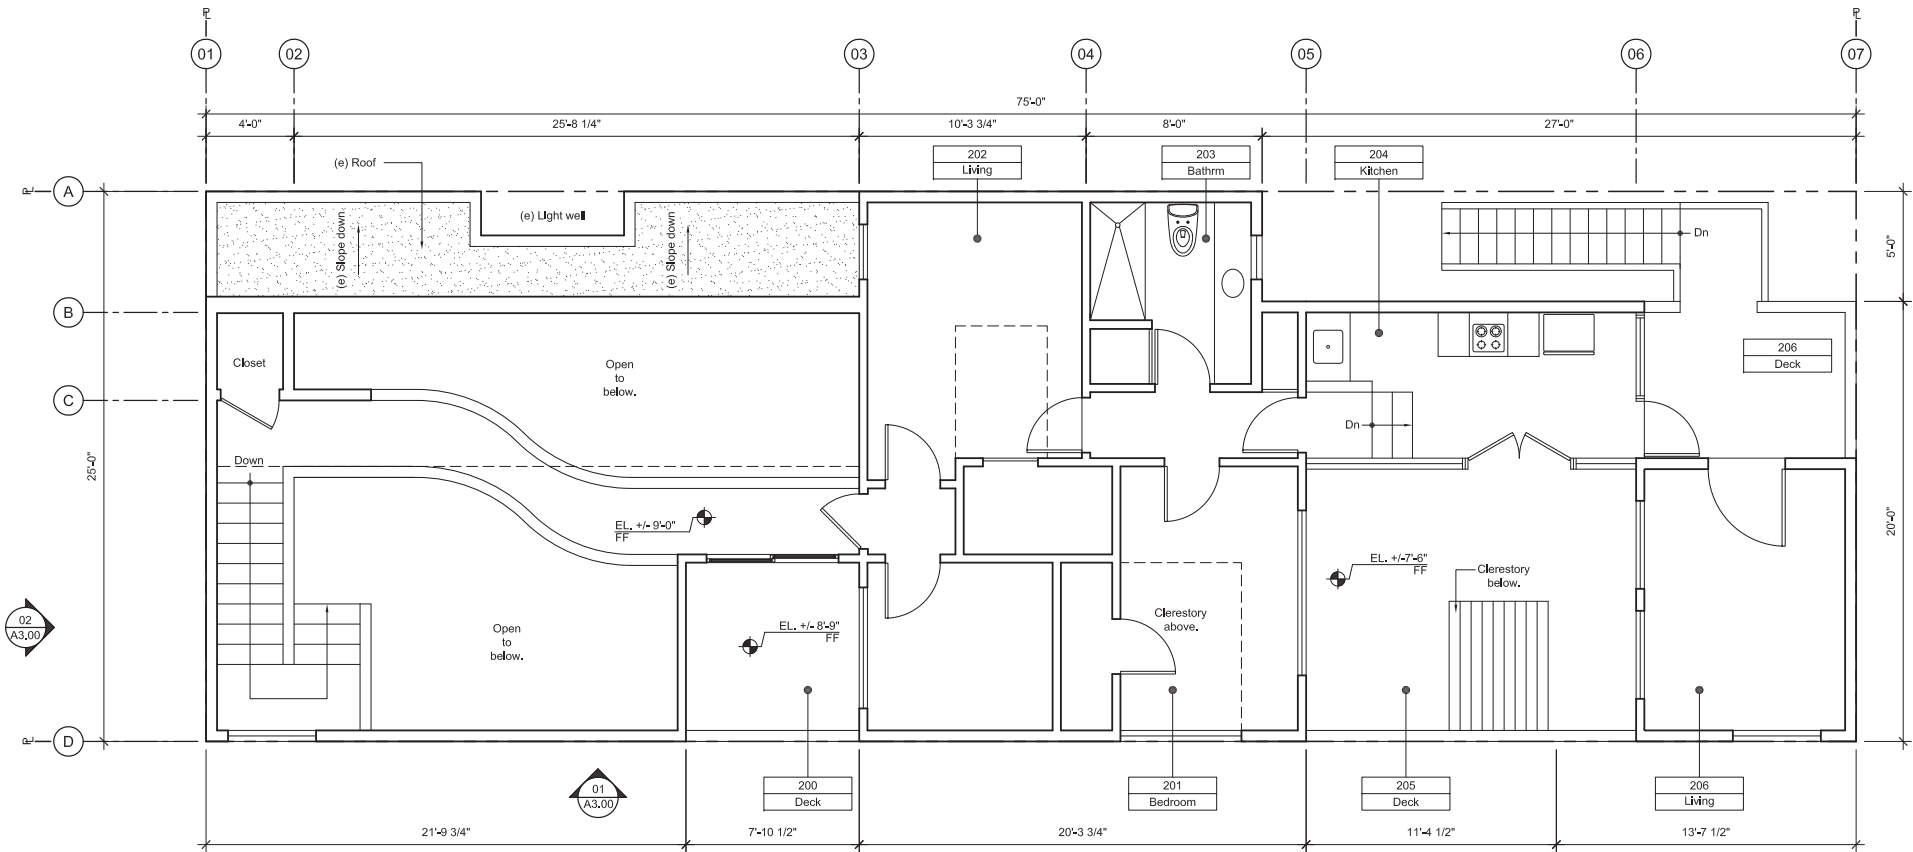 PL
PL
01
02
03
04
05
06
07
75'-0"
4'-0"
25'-8 1/4"
10'-3 3/4"
8'-0"
27'-0"
(e) Roof
202
Living
203
Bathrm
204
Kitchen
PL
A
(e) Light well
(e) Slope down
(e) Slope down
Dn
5'-0"
B
Closet
Open
to
below.
206
Deck
C
Dn
25'-0"
Down
20'-0"
EL. +/- 9'-0"
FF
EL. +/-7'-6"
FF
Clerestory
below.
02
A3.00
Open
to
below.
EL. +/- 8'-9"
FF
Clerestory
above.
PL
D
01
A3.00
200
Deck
201
Bedroom
205
Deck
206
Living
21'-9 3/4"
7'-10 1/2"
20'-3 3/4"
11'-4 1/2"
13'-7 1/2"